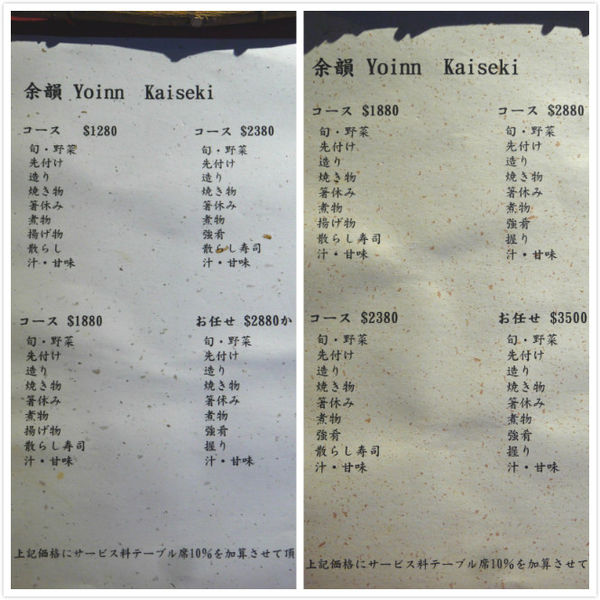 余韻 Yoinn Kaiseki
コース $1280
旬・野菜
先付け
造り
焼き物
箸休み
煮物
揚げ物
散らし
汁・甘味
コース $2380
旬・野菜
先付け
造り
焼き物
箸休み
煮物
強肴
散らし寿司
汁・甘味
コース $1880
旬・野菜
先付け
造り
焼き物
箸休み
煮物
揚げ物
散らし寿司
汁・甘味
お任せ $2880か
旬・野菜
先付け
造り
焼き物
箸休み
煮物
強肴
握り
汁・甘味
上記価格にサービス料テーブル席10%を加算させて頂
余韻 Yoinn Kaiseki
コース $1880
旬・野菜
先付け
造り
焼き物
箸休み
煮物
揚げ物
散らし寿司
汁・甘味
コース $2880
旬・野菜
先付け
造り
焼き物
箸休み
煮物
強肴
握り
汁・甘味
コース $2380
旬・野菜
先付け
造り
焼き物
箸休み
煮物
強肴
散らし寿司
汁・甘味
お任せ $3500
旬・野菜
先付け
造り
焼き物
箸休み
煮物
強肴
握り
汁・甘味
上記価格にサービス料テーブル席10%を加算させて